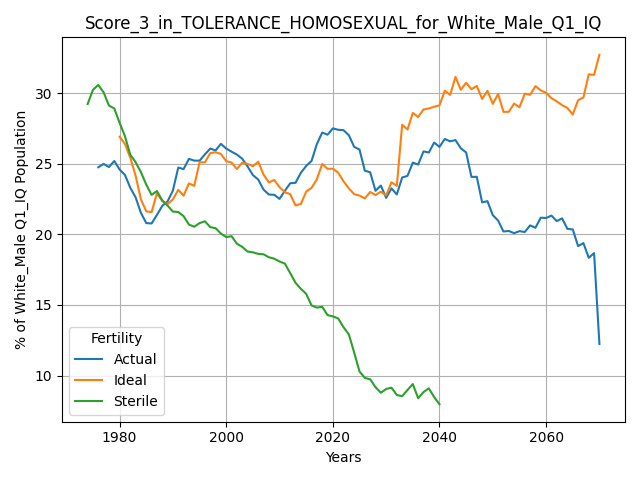 Score_3_in_TOLERANCE_HOMOSEXUAL_for_White_Male_Q1_IQ
% of White_Male Q1_IQ Population
30
25
20
15
10
Fertility
Actual
Ideal
Sterile
1980
2000
2020
2040
2060
Years